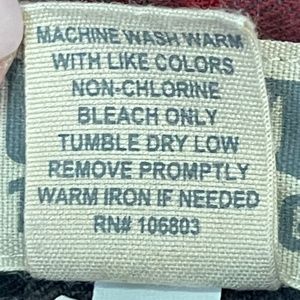 MACHINE WASH WARM
WITH LIKE COLORS
NON-CHLORINE
BLEACH ONLY
TUMBLE DRY LOW
REMOVE PROMPTLY
WARM IRON IF NEEDED
RN# 106803